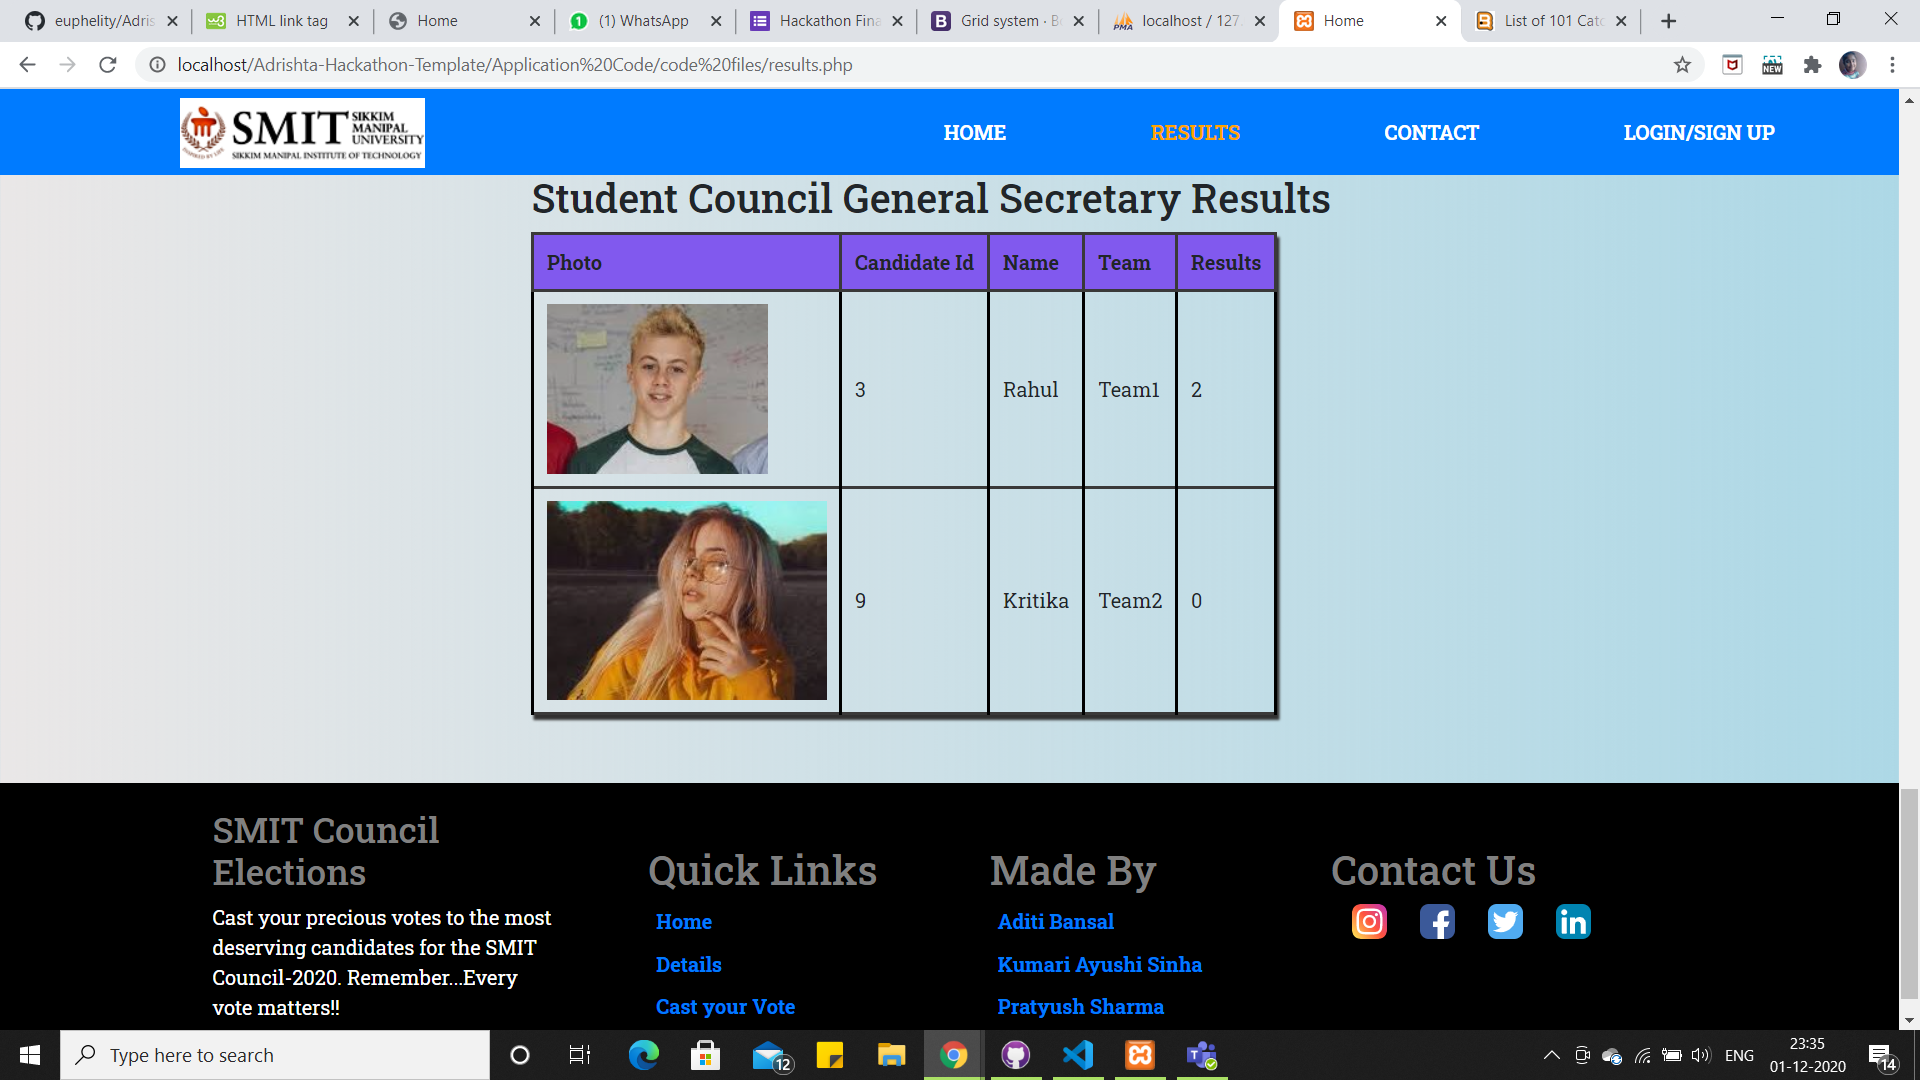 euphelity/Adris
HTML link tag
Home
(1) WhatsApp
Hackathon Fina
Grid system · B
localhost / 127.
Home
List of 101 Catc
localhost/Adrishta-Hackathon-Template/Application%20Code/code%20files/results.php
NEW
SMIT SIKKIM MANIPAL UNIVERSITY
INSPIRED BY LIFE
SIKKIM MANIPAL INSTITUTE OF TECHNOLOGY
HOME
RESULTS
CONTACT
LOGIN/SIGN UP
Student Council General Secretary Results
Photo Candidate Id Name Team Results
3 Rahul Team1 2
9 Kritika Team2 0
SMIT Council
Elections
Cast your precious votes to the most
deserving candidates for the SMIT
Council-2020. Remember...Every
vote matters!!
Quick Links
Home
Details
Cast your Vote
Made By
Aditi Bansal
Kumari Ayushi Sinha
Pratyush Sharma
Contact Us
Type here to search
12
ENG
23:35
01-12-2020
14